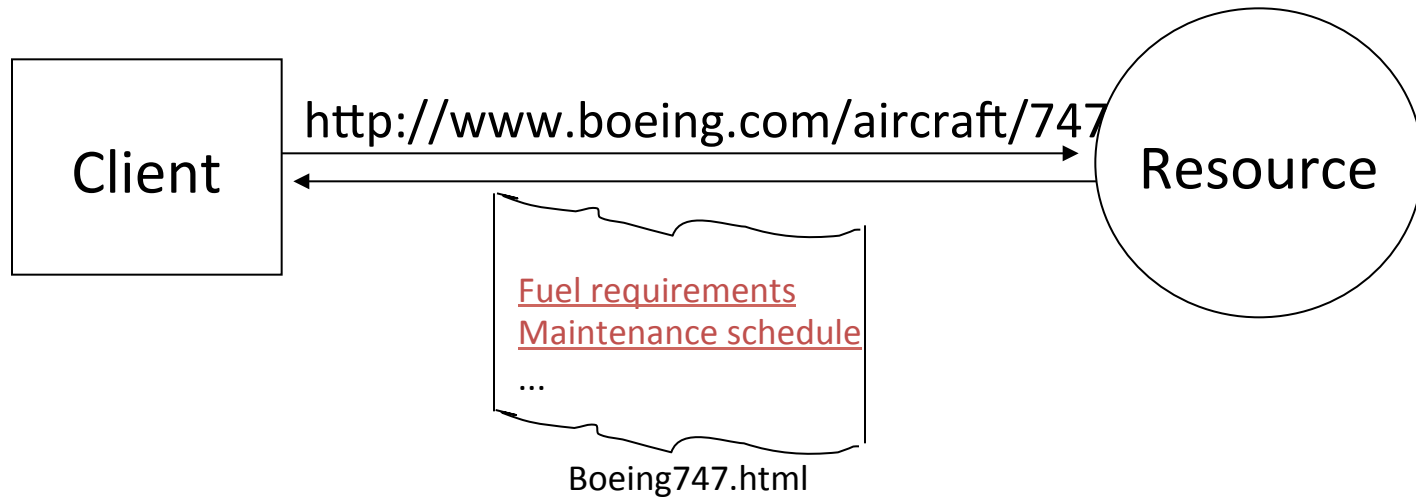 Client
http://www.boeing.com/aircraft/747
Resource
Fuel requirements
Maintenance schedule
...
Boeing747.html